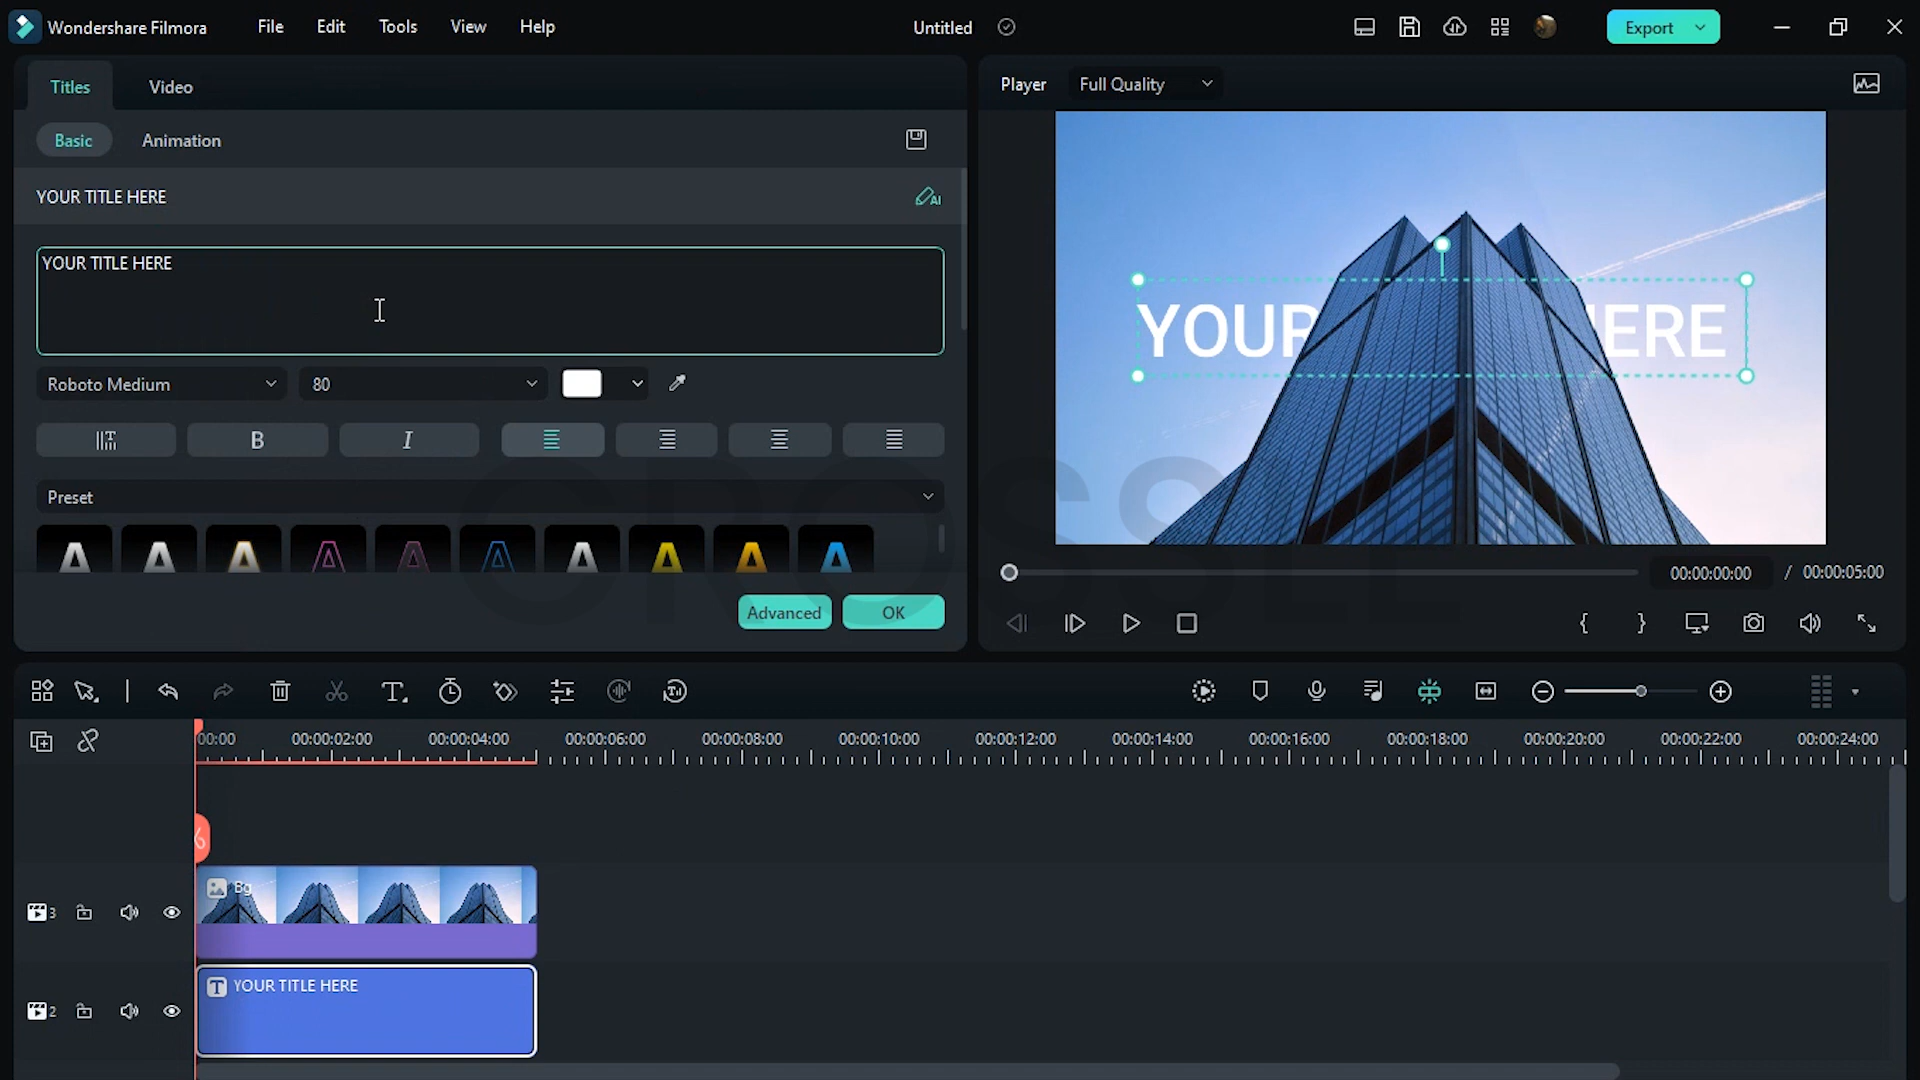 Wondershare Filmora
File
Edit
Tools
View
Help
Untitled
Export
Titles
Video
Player
Full Quality
Basic
Animation
YOUR TITLE HERE
AI
YOUR TITLE HERE
YOUR
HERE
Roboto Medium
80
B
I
Preset
Advanced
OK
00:00:00:00 / 00:00:05:00
00:00
00:00:02:00
00:00:04:00
00:00:06:00
00:00:08:00
00:00:10:00
00:00:12:00
00:00:14:00
00:00:16:00
00:00:18:00
00:00:20:00
00:00:22:00
00:00:24:00
3
Bg
2
YOUR TITLE HERE